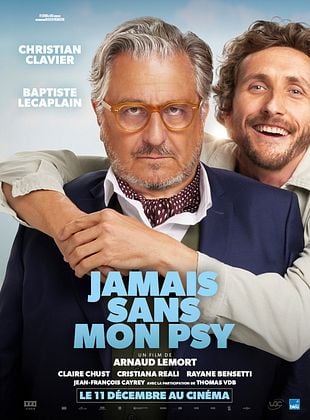 CHRISTIAN
CLAVIER
BAPTISTE
LECAPLAIN
JAMAIS
SANS
MON PSY
UN FILM DE
ARNAUD LEMORT
CLAIRE CHUST CRISTIANA REALI RAYANE BENSETTI
JEAN-FRANÇOIS CAYREY AVEC LA PARTICIPATION DE THOMAS VDB
LE 11 DÉCEMBRE AU CINÉMA
UGC